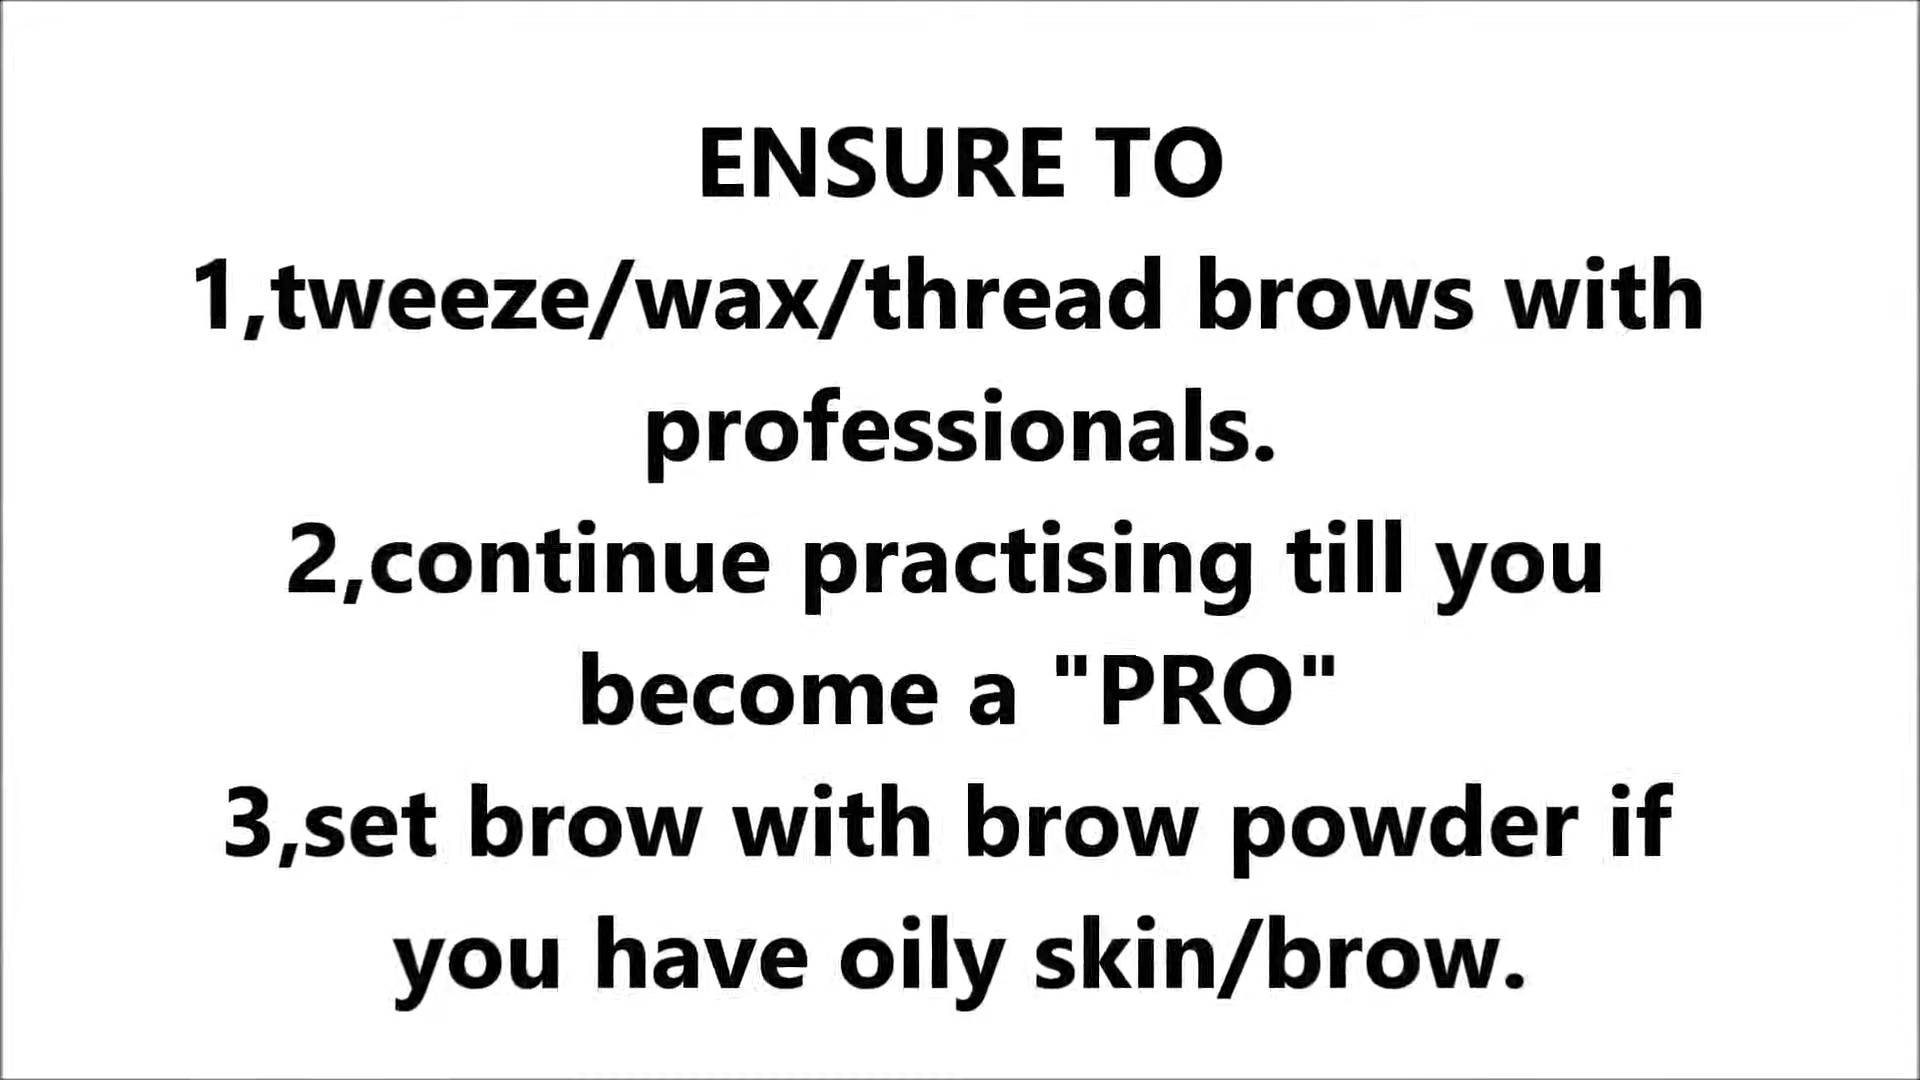 ENSURE TO
1,tweeze/wax/thread brows with
professionals.
2,continue practising till you
become a "PRO"
3,set brow with brow powder if
you have oily skin/brow.